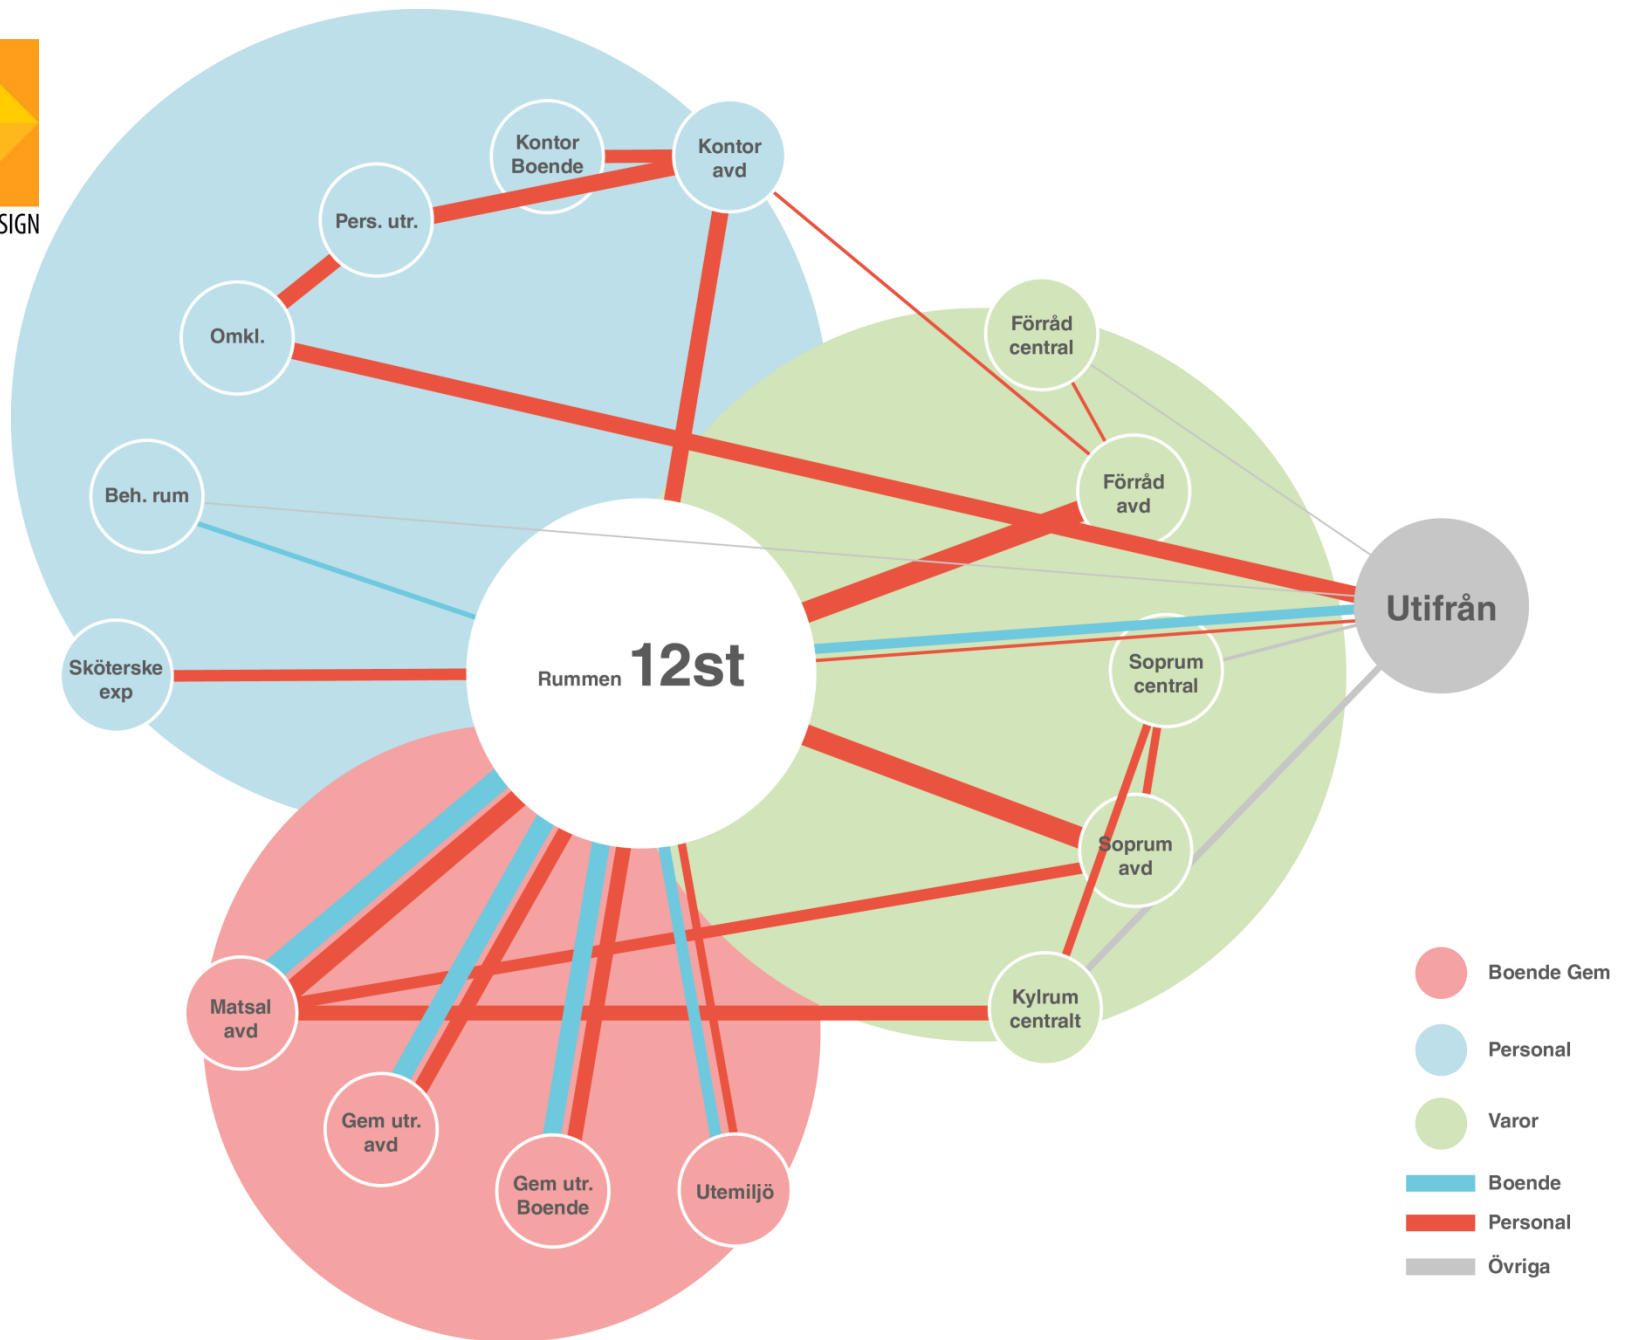 SIGN
Kontor
Boende
Kontor
avd
Pers. utr.
Omkl.
Förråd
central
Förråd
avd
Beh. rum
Utifrån
Sköterske
exp
Rummen 12st
Soprum
central
Soprum
avd
Matsal
avd
Kylrum
centralt
Gem utr.
avd
Gem utr.
Boende
Utemiljö
Boende Gem
Personal
Varor
Boende
Personal
Övriga